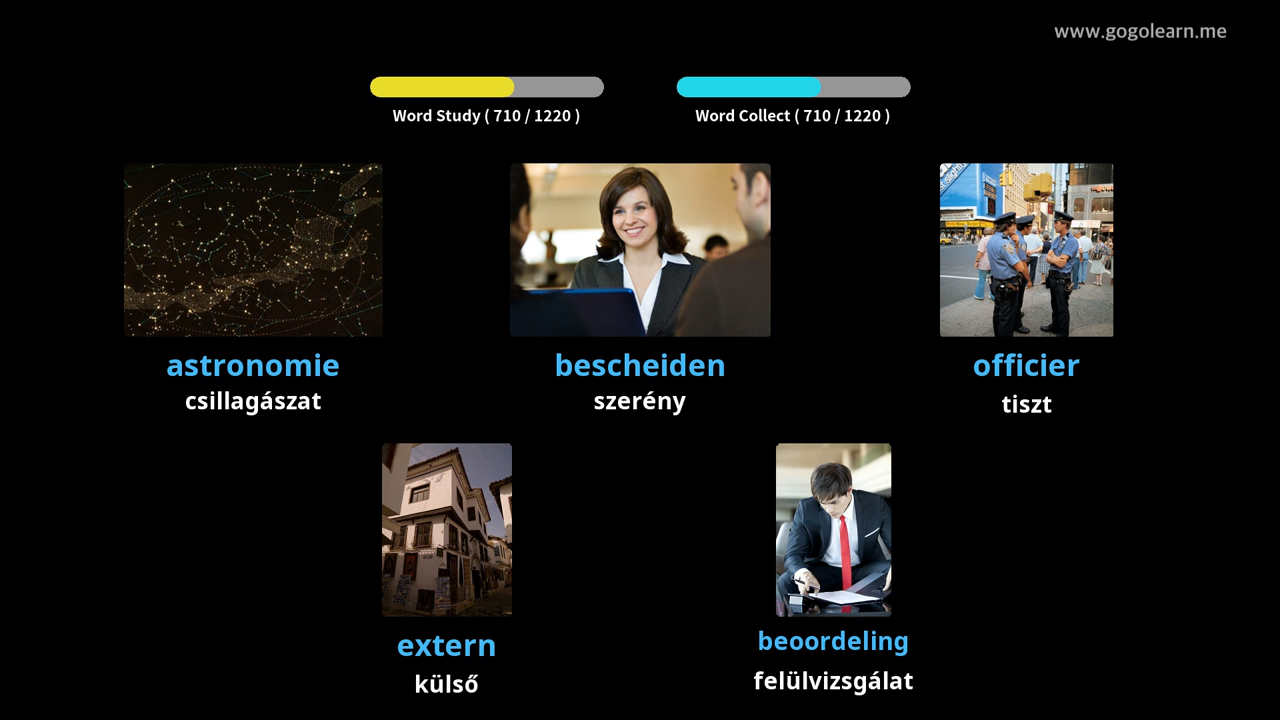 www.gogolearn.me
Word Study ( 710 / 1220 )
Word Collect ( 710 / 1220 )
astronomie
csillagászat
bescheiden
szerény
officier
tiszt
extern
külső
beoordeling
felülvizsgálat